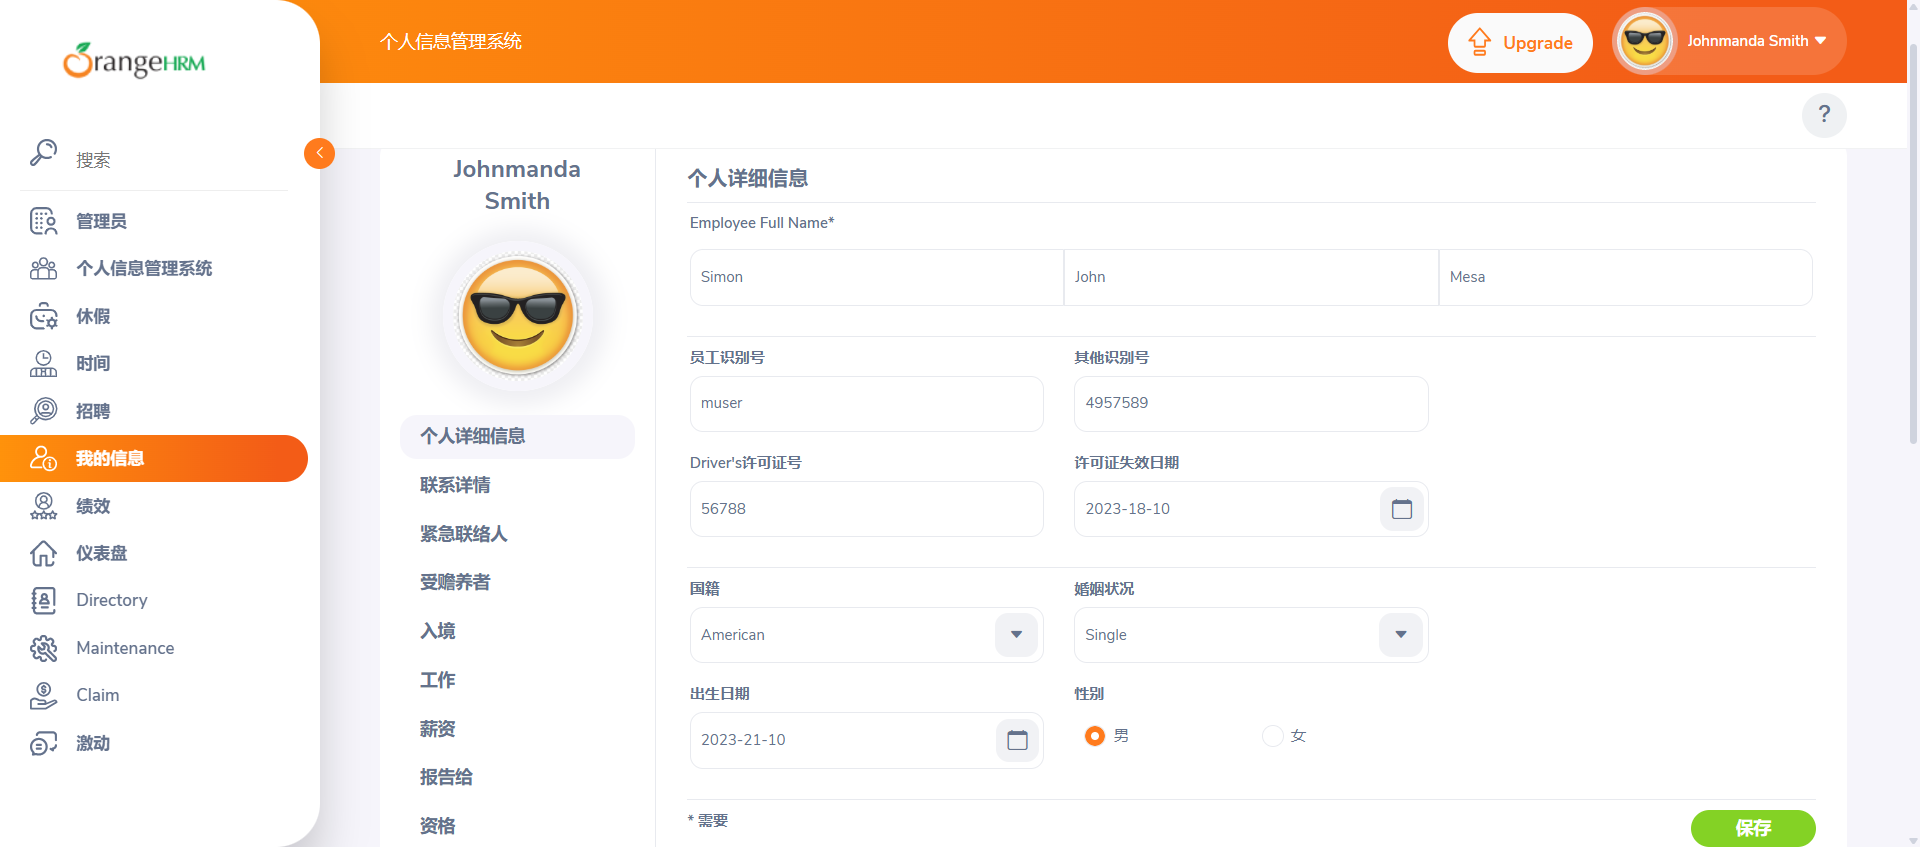 OrangeHRM
个人信息管理系统
Upgrade
Johnmanda Smith
?
搜索
管理员
个人信息管理系统
休假
时间
招聘
我的信息
绩效
仪表盘
Directory
Maintenance
Claim
激动
Johnmanda
Smith
个人详细信息
联系详情
紧急联络人
受赡养者
入境
工作
薪资
报告给
资格
个人详细信息
Employee Full Name*
Simon John Mesa
员工识别号 其他识别号
muser 4957589
Driver's许可证号 许可证失效日期
56788 2023-18-10
国籍 婚姻状况
American Single
出生日期 性别
2023-21-10 男 女
* 需要
保存